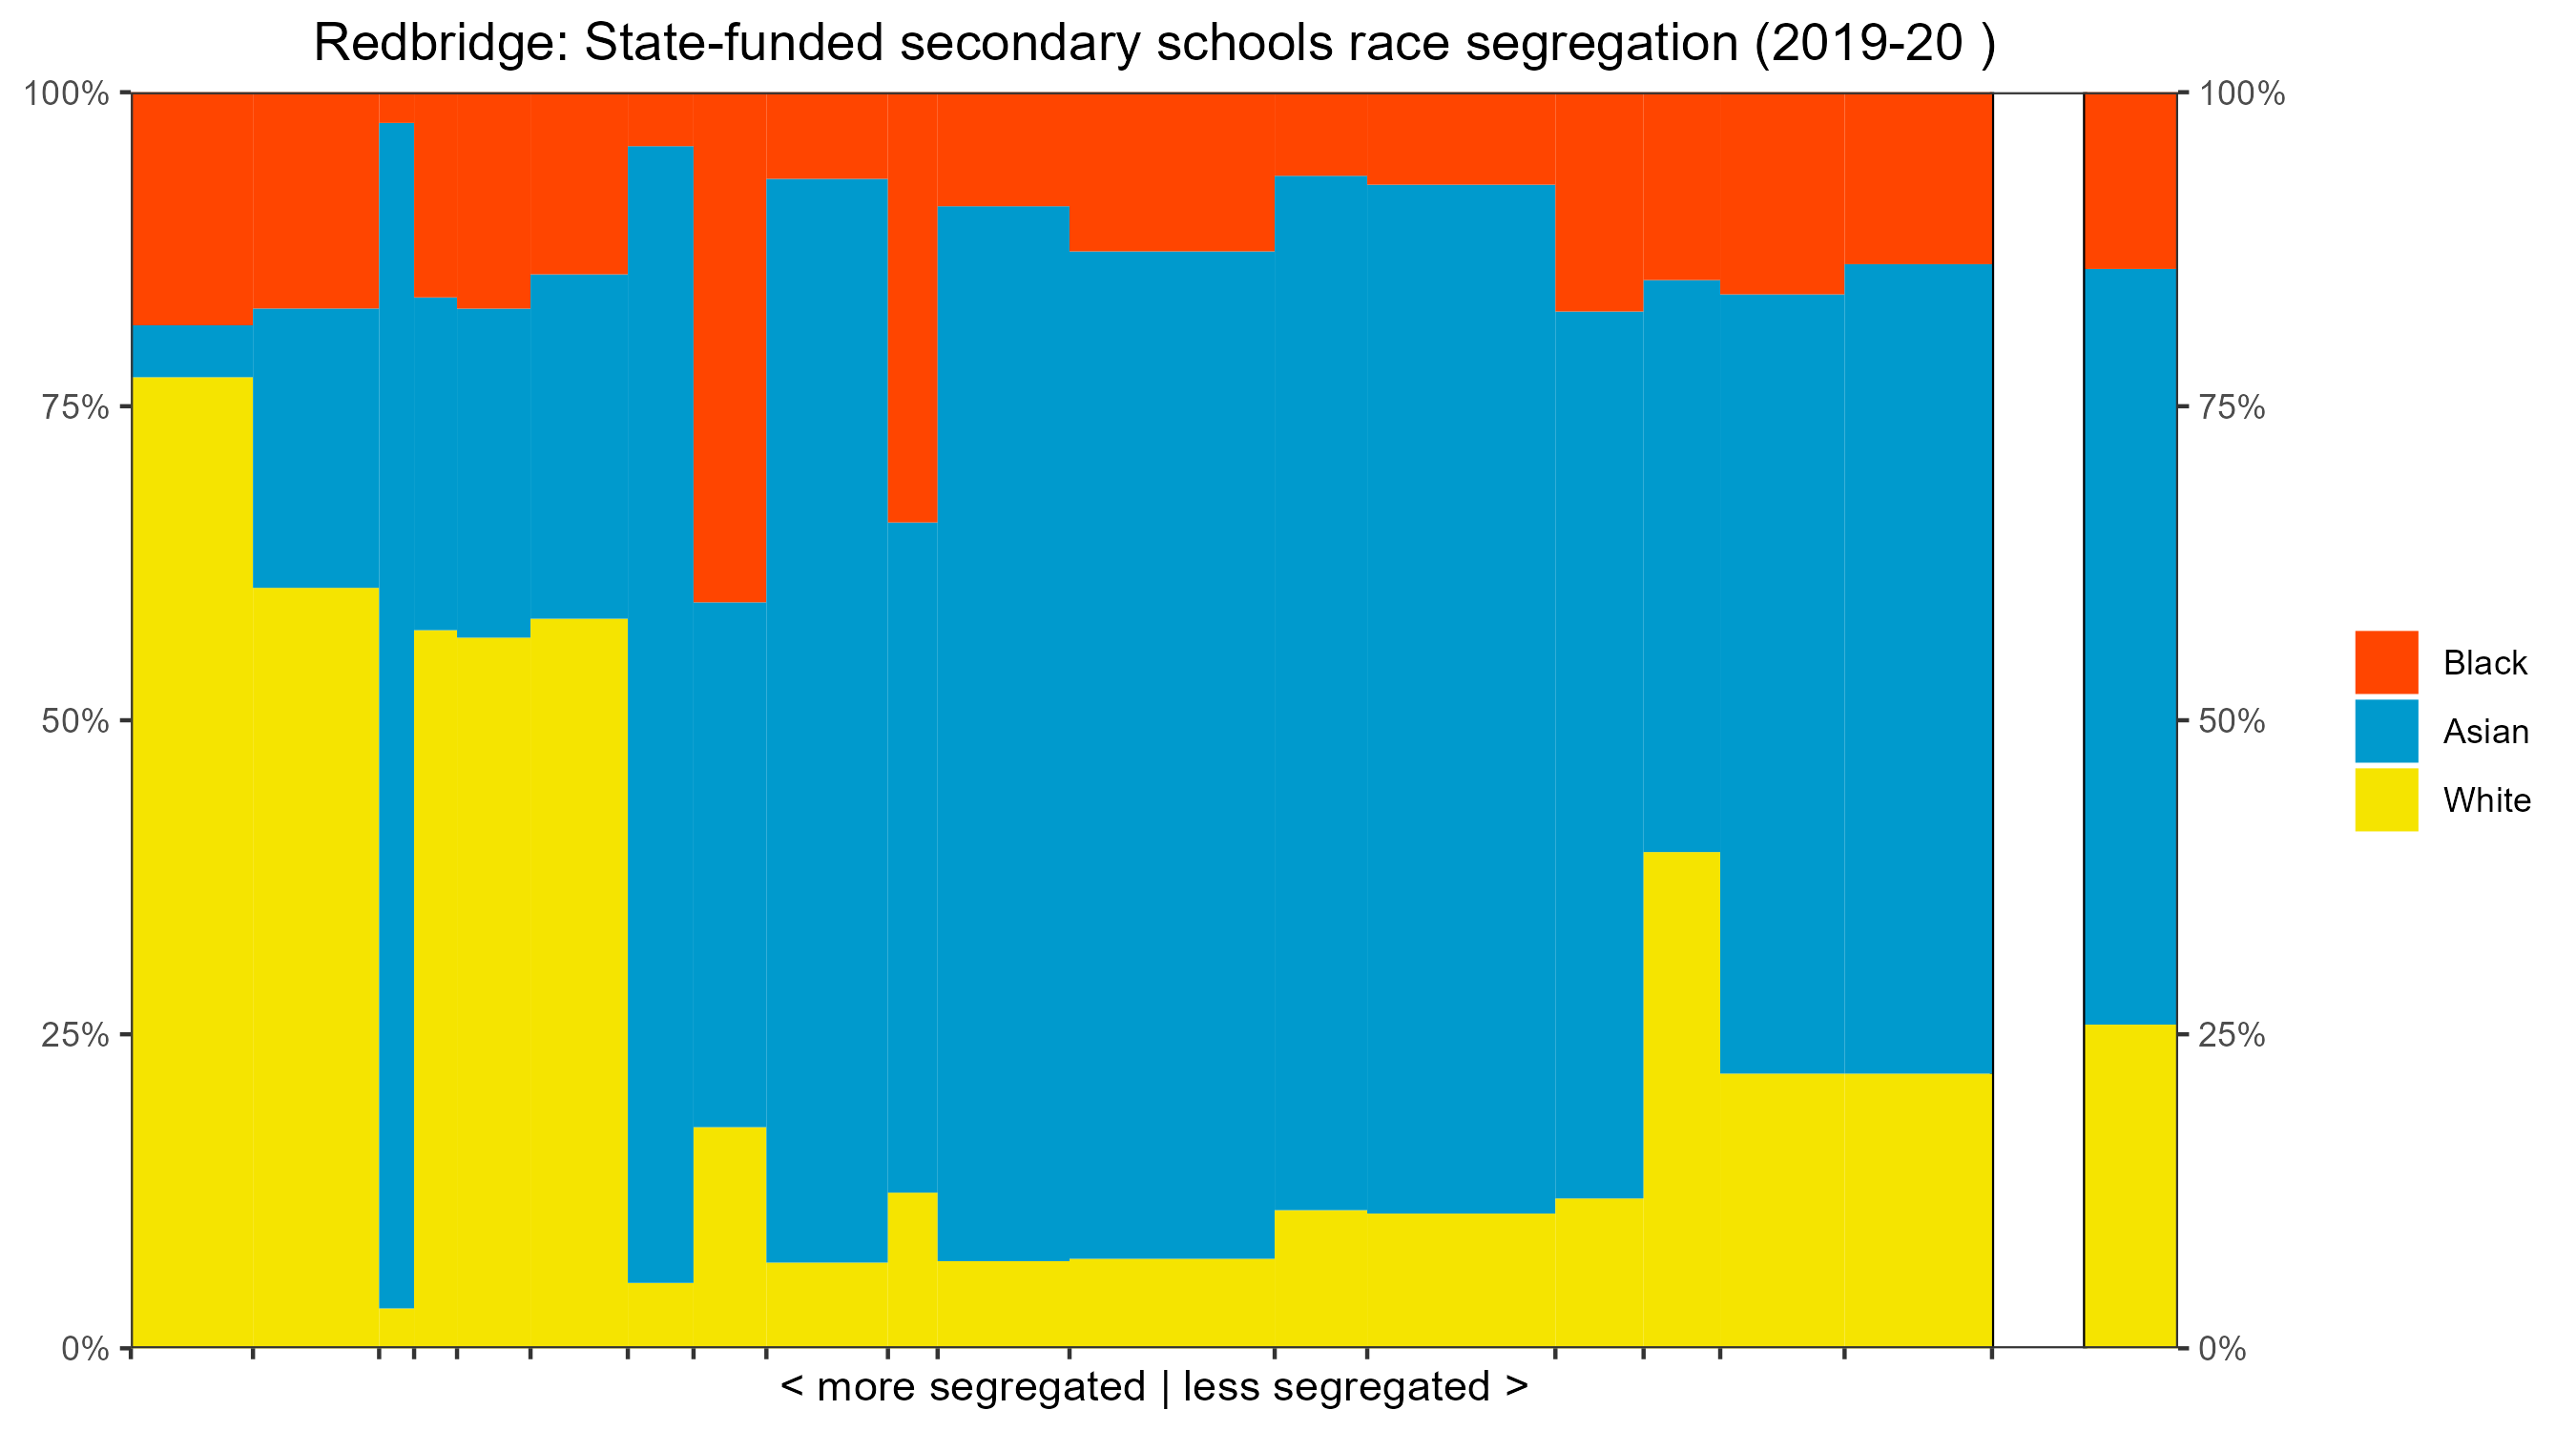 Redbridge: State-funded secondary schools race segregation (2019-20 )
100%
75%
50%
25%
0%
100%
75%
50%
25%
0%
Black
Asian
White
< more segregated | less segregated >